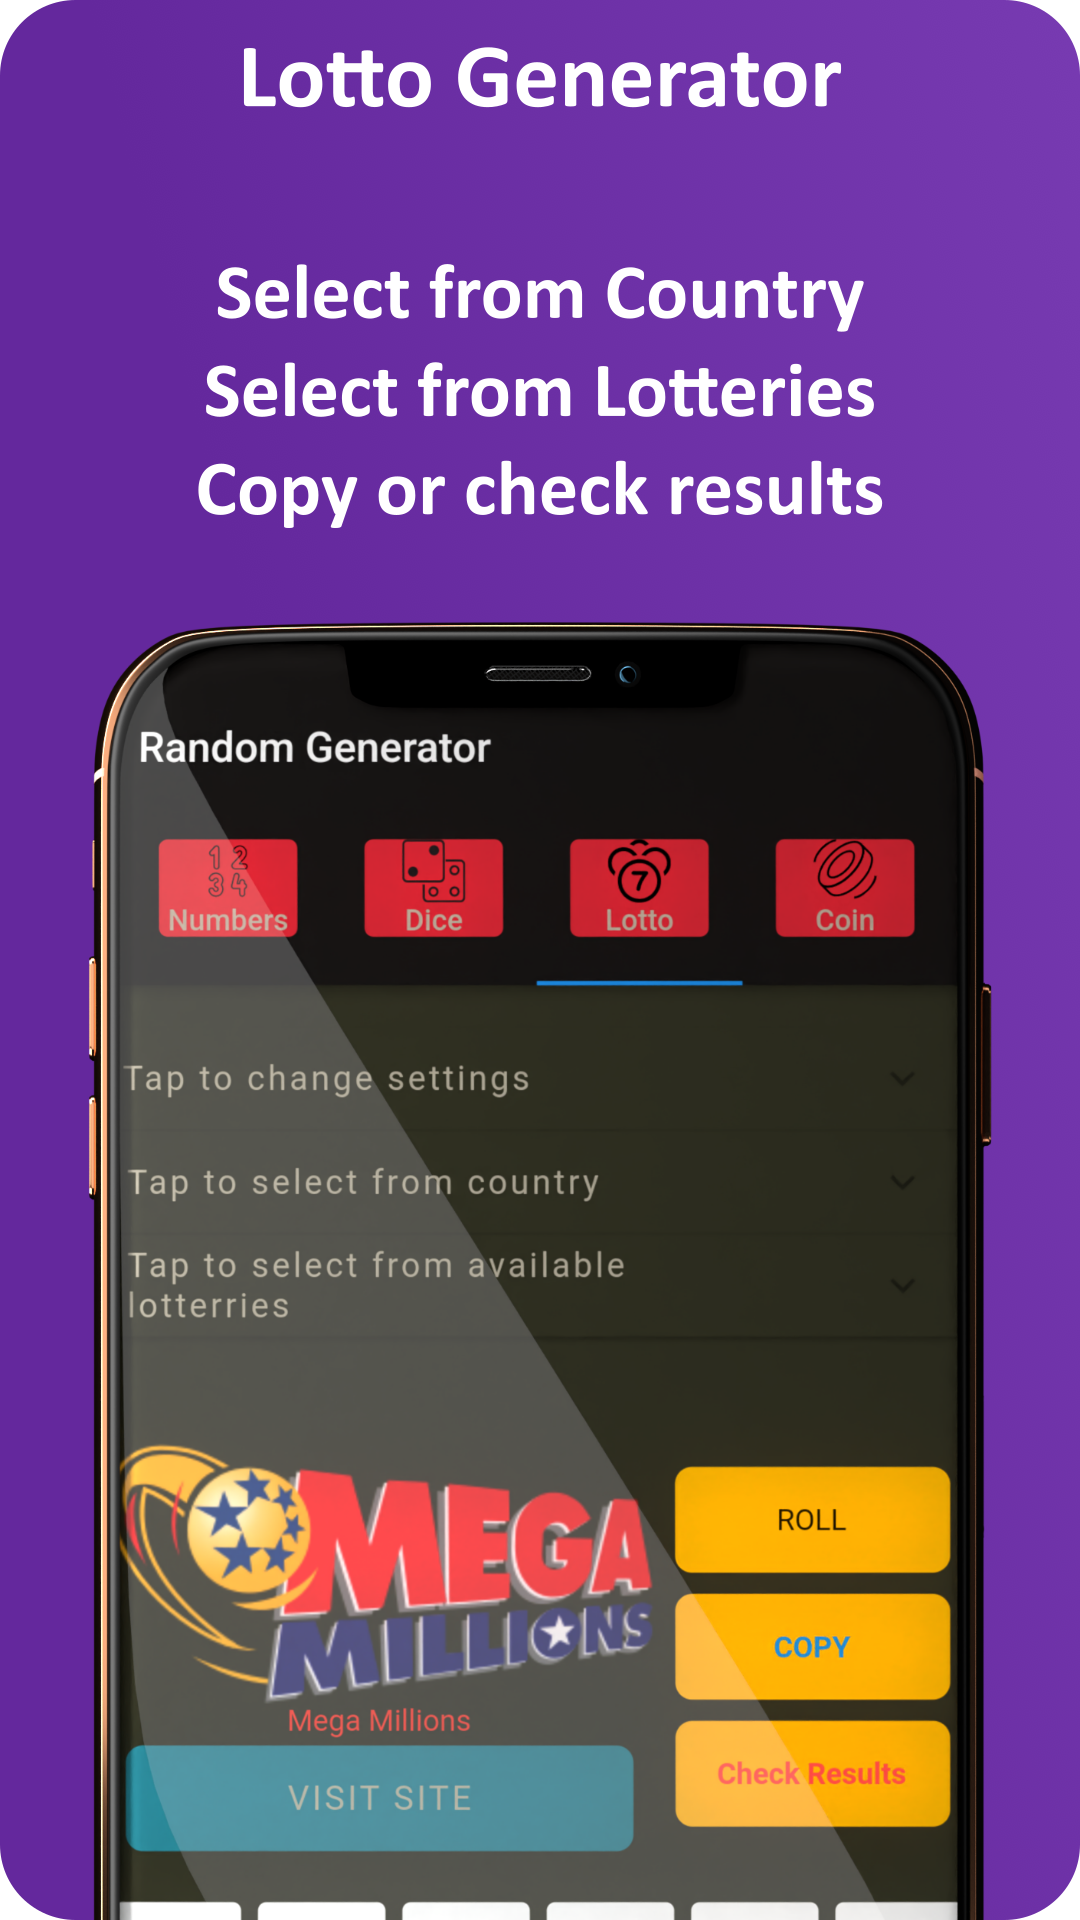 Lotto Generator
Select from Country
Select from Lotteries
Copy or check results
Random Generator
1 2
3 4
7
Numbers
Dice
Lotto
Coin
Tap to change settings
Tap to select from country
Tap to select from available
lotterries
MEGA
MILLIONS
Mega Millions
VISIT SITE
ROLL
COPY
Check Results